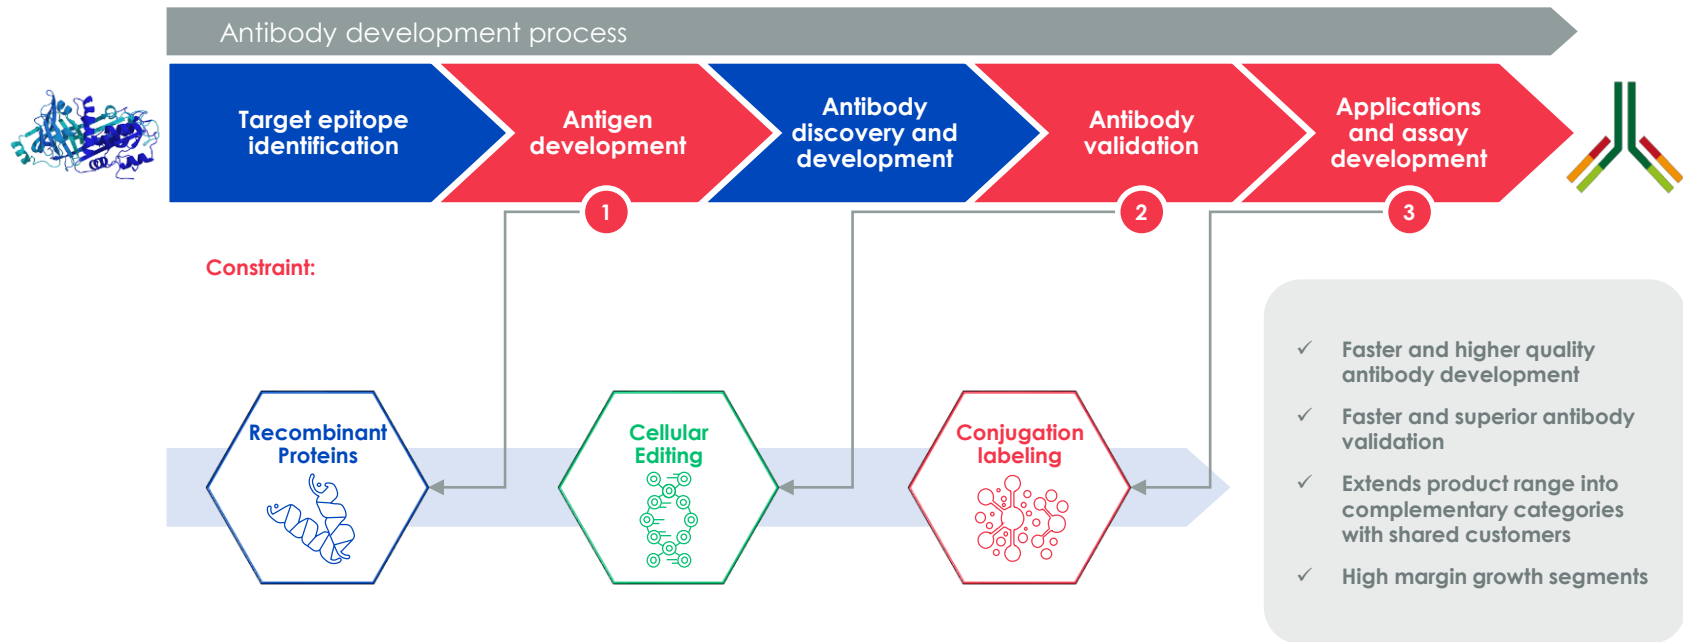 Antibody development process
Target epitope
identification
Antigen
development
Antibody
discovery and
development
Antibody
validation
Applications
and assay
development
1
2
3
Constraint:
Recombinant
Proteins
Cellular
Editing
Conjugation
labeling
✓ Faster and higher quality
antibody development
✓ Faster and superior antibody
validation
✓ Extends product range into
complementary categories
with shared customers
✓ High margin growth segments